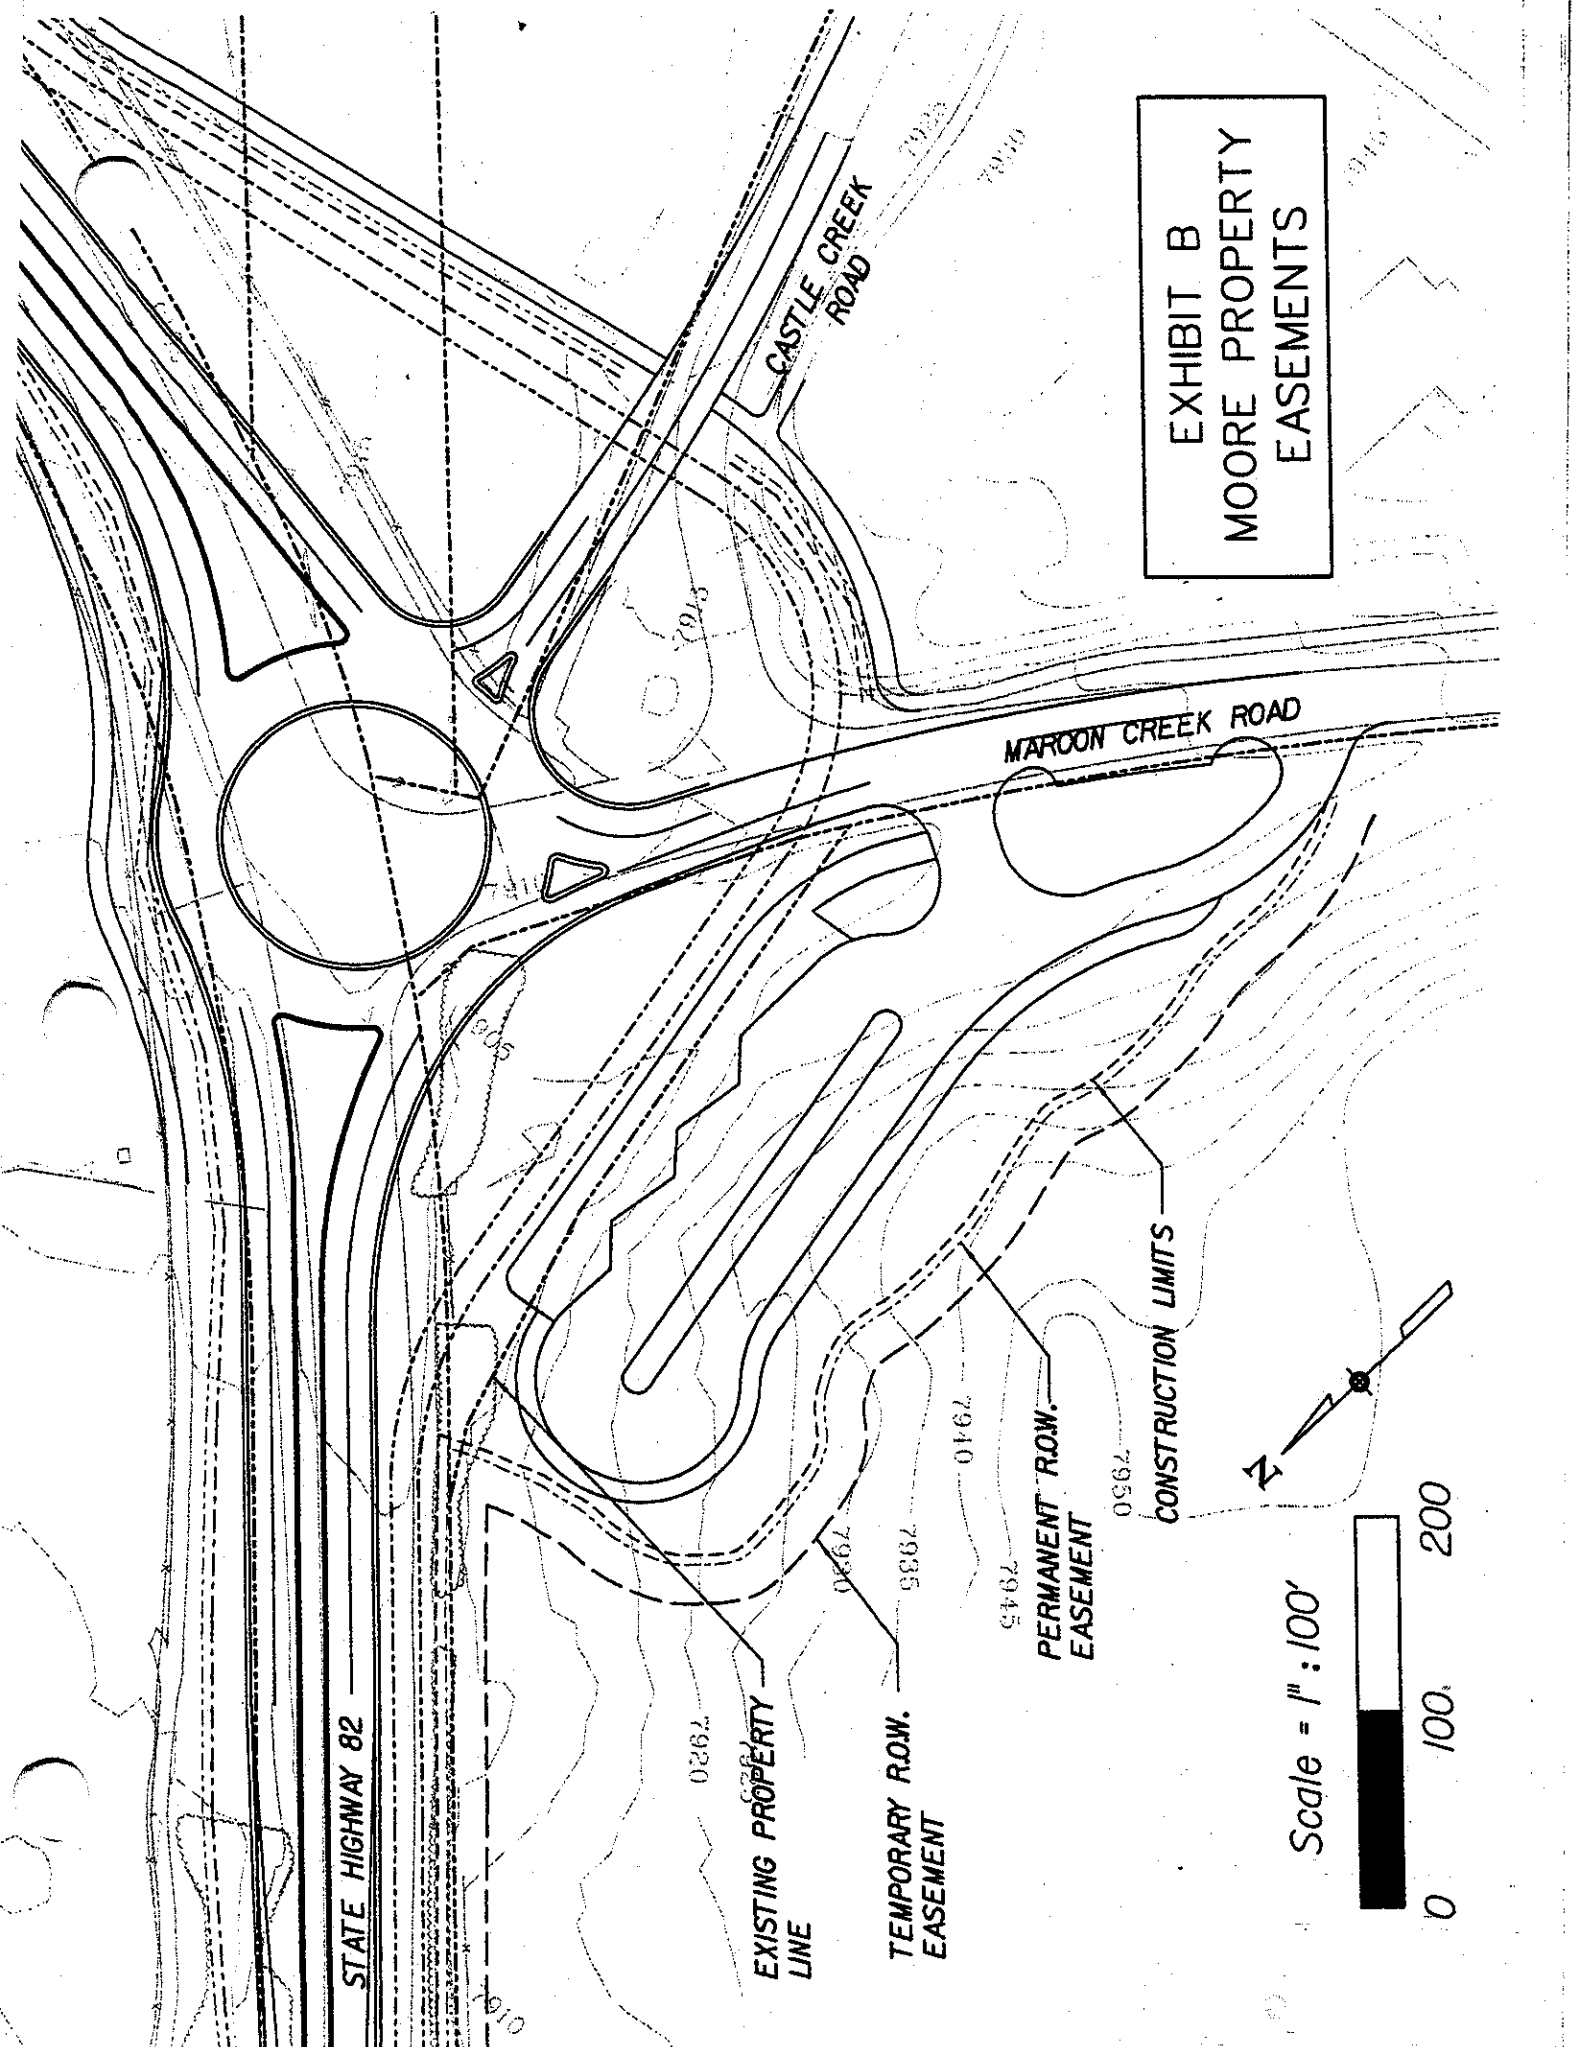 EXHIBIT B
MOORE PROPERTY
EASEMENTS
CASTLE CREEK
ROAD
MAROON CREEK ROAD
STATE HIGHWAY 82
EXISTING PROPERTY
LINE
TEMPORARY R.O.W.
EASEMENT
PERMANENT R.O.W.
EASEMENT
CONSTRUCTION LIMITS
N
Scale = 1" : 100'
0 100 200
7920
7930
7935
7940
7945
7950
7910
7930